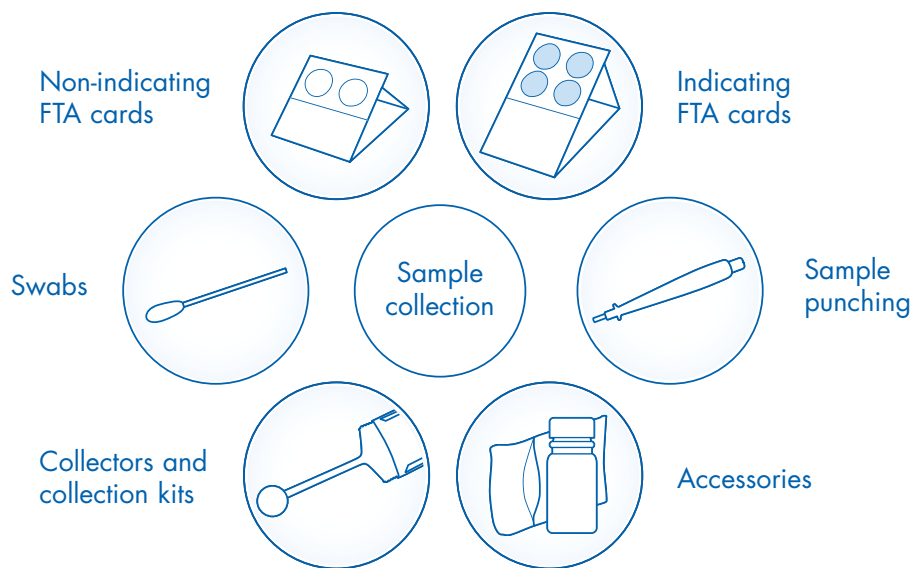 Non-indicating
FTA cards
Indicating
FTA cards
Swabs
Sample
collection
Sample
punching
Collectors and
collection kits
Accessories